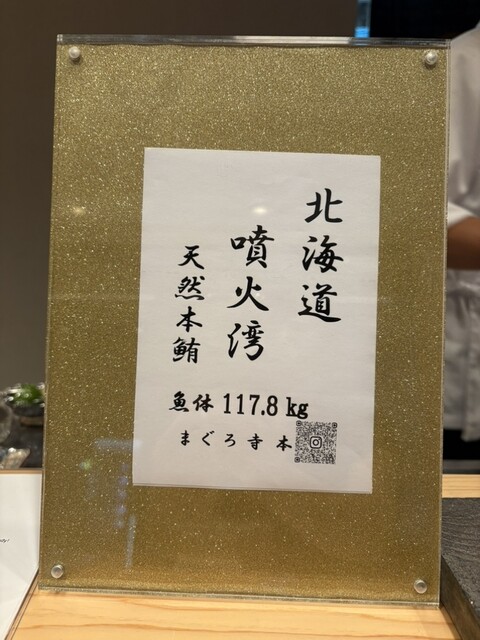 北海道
噴火湾
天然本鮪
魚体 117.8 kg
まぐろ寺本